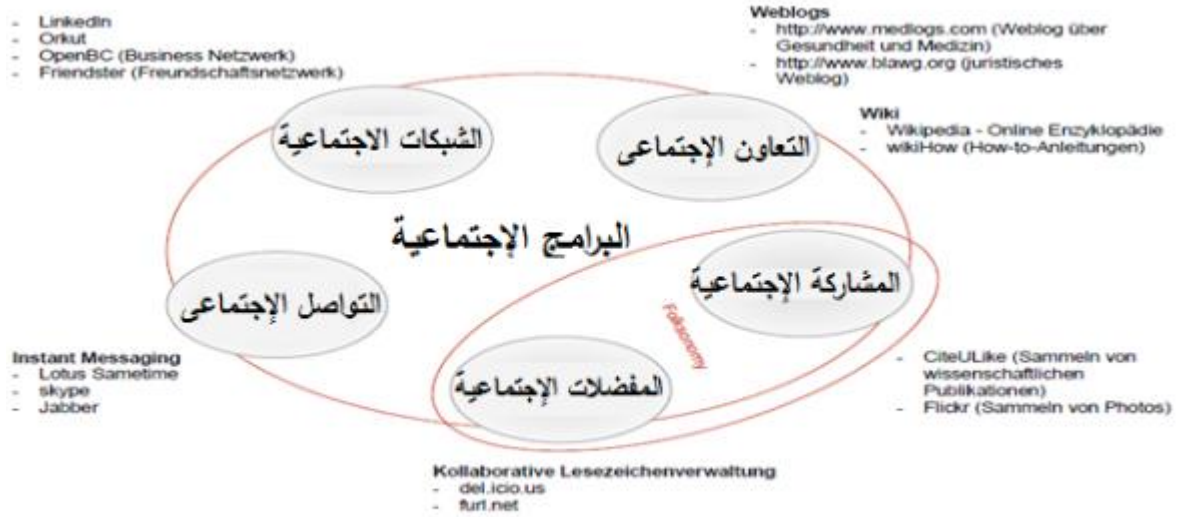 - LinkedIn
- Orkut
- OpenBC (Business Netzwerk)
- Friendster (Freundschaftsnetzwerk)
Weblogs
- http://www.medlogs.com (Weblog über
Gesundheit und Medizin)
- http://www.blawg.org (juristisches
Weblog)
Wiki
- Wikipedia - Online Enzyklopädie
- wikiHow (How-to-Anleitungen)
الشبكات الاجتماعية
التعاون الإجتماعى
البرامج الإجتماعية
المشاركة الإجتماعية
التواصل الإجتماعى
Folksonomy
المفضلات الإجتماعية
Instant Messaging
- Lotus Sametime
- skype
- Jabber
- CiteULike (Sammeln von
wissenschaftlichen
Publikationen)
- Flickr (Sammeln von Photos)
Kollaborative Lesezeichenverwaltung
- del.icio.us
- furl.net